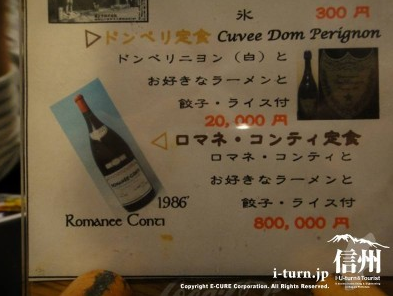 氷 300 円
▷ドンペリ定食 Cuvee Dom Perignon
ドンペリニヨン（白）と
お好きなラーメンと
餃子・ライス付
20,000 円
◁ロマネ・コンティ定食
ロマネ・コンティと
お好きなラーメンと
餃子・ライス付
800,000 円
1986'
Romanee Conti
i-turn.jp
信州
i-U-turn&Tourist
Copyright E-CURE Corporation. All Rights Reserved.